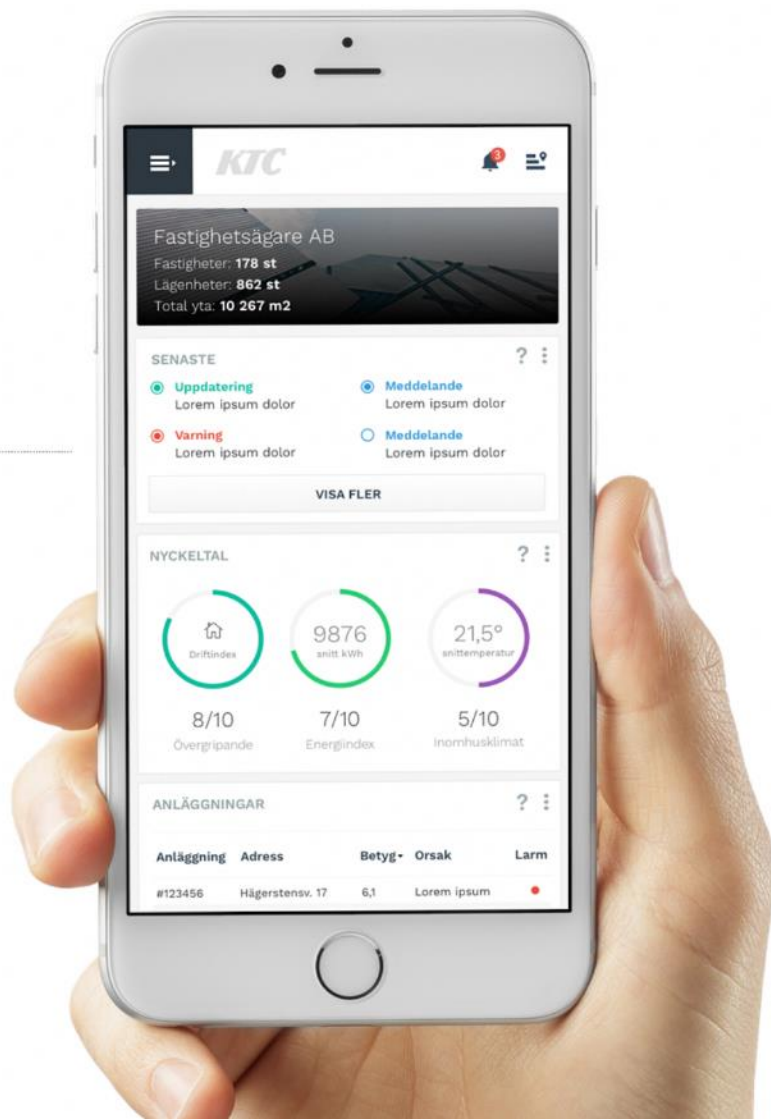 KTC
3
Fastighetsägare AB
Fastigheter: 178 st
Lägenheter: 862 st
Total yta: 10 267 m2
SENASTE ?
Uppdatering
Lorem ipsum dolor
Meddelande
Lorem ipsum dolor
Varning
Lorem ipsum dolor
Meddelande
Lorem ipsum dolor
VISA FLER
NYCKELTAL ?
Driftindex
9876
snitt kWh
21,5°
snittemperatur
8/10 7/10 5/10
Övergripande Energiindex Inomhusklimat
ANLÄGGNINGAR ?
Anläggning Adress Betyg Orsak Larm
#123456 Hägerstensv. 17 6,1 Lorem ipsum